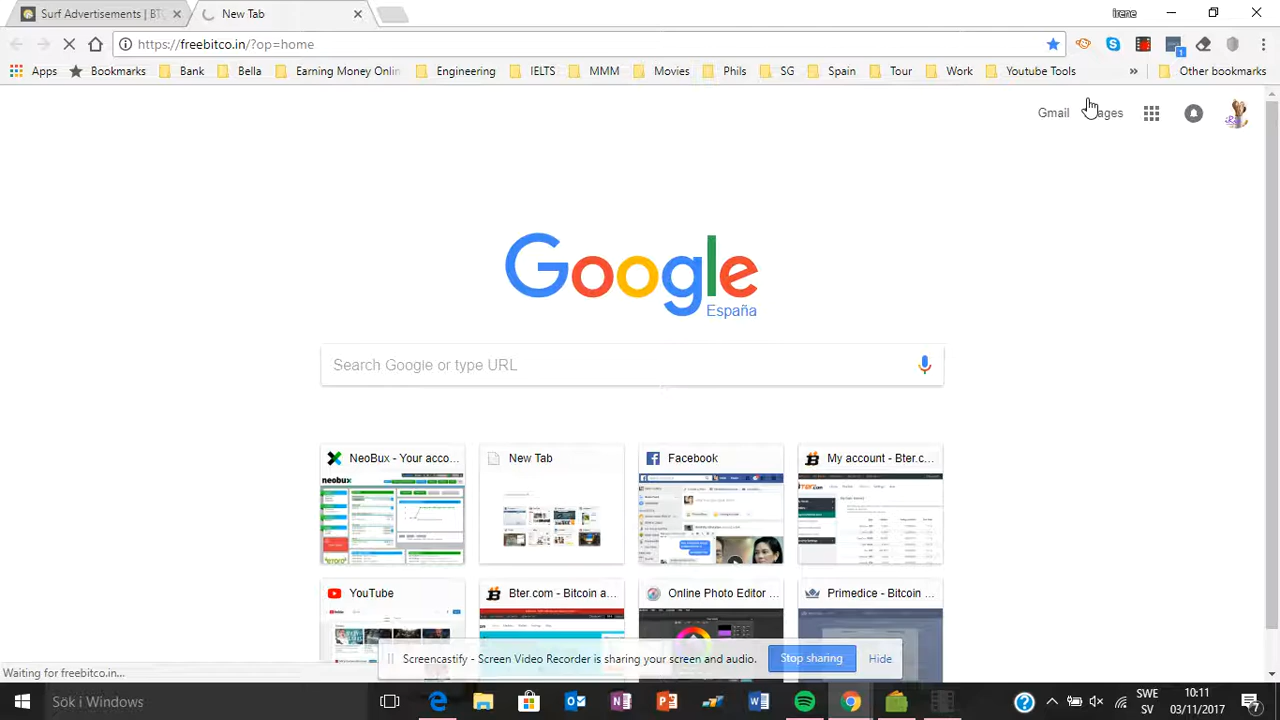 Surf Advertisements | BT
New Tab
irene
https://freebitco.in/?op=home
Apps
Bookmarks
Bank
Bella
Earning Money Onlin
Engineering
IELTS
MMM
Movies
Phils
SG
Spain
Tour
Work
Youtube Tools
»
Other bookmarks
Gmail
ages
Google
España
Search Google or type URL
NeoBux - Your acco...
New Tab
Facebook
My account - Bter.c...
neobux
YouTube
Bter.com - Bitcoin a...
Online Photo Editor ...
Primedice - Bitcoin ...
Screencastify - Screen Video Recorder is sharing your screen and audio.
Stop sharing
Hide
Waiting for freebitco.in...
Sök i Windows
SWE
SV
10:11
03/11/2017
7